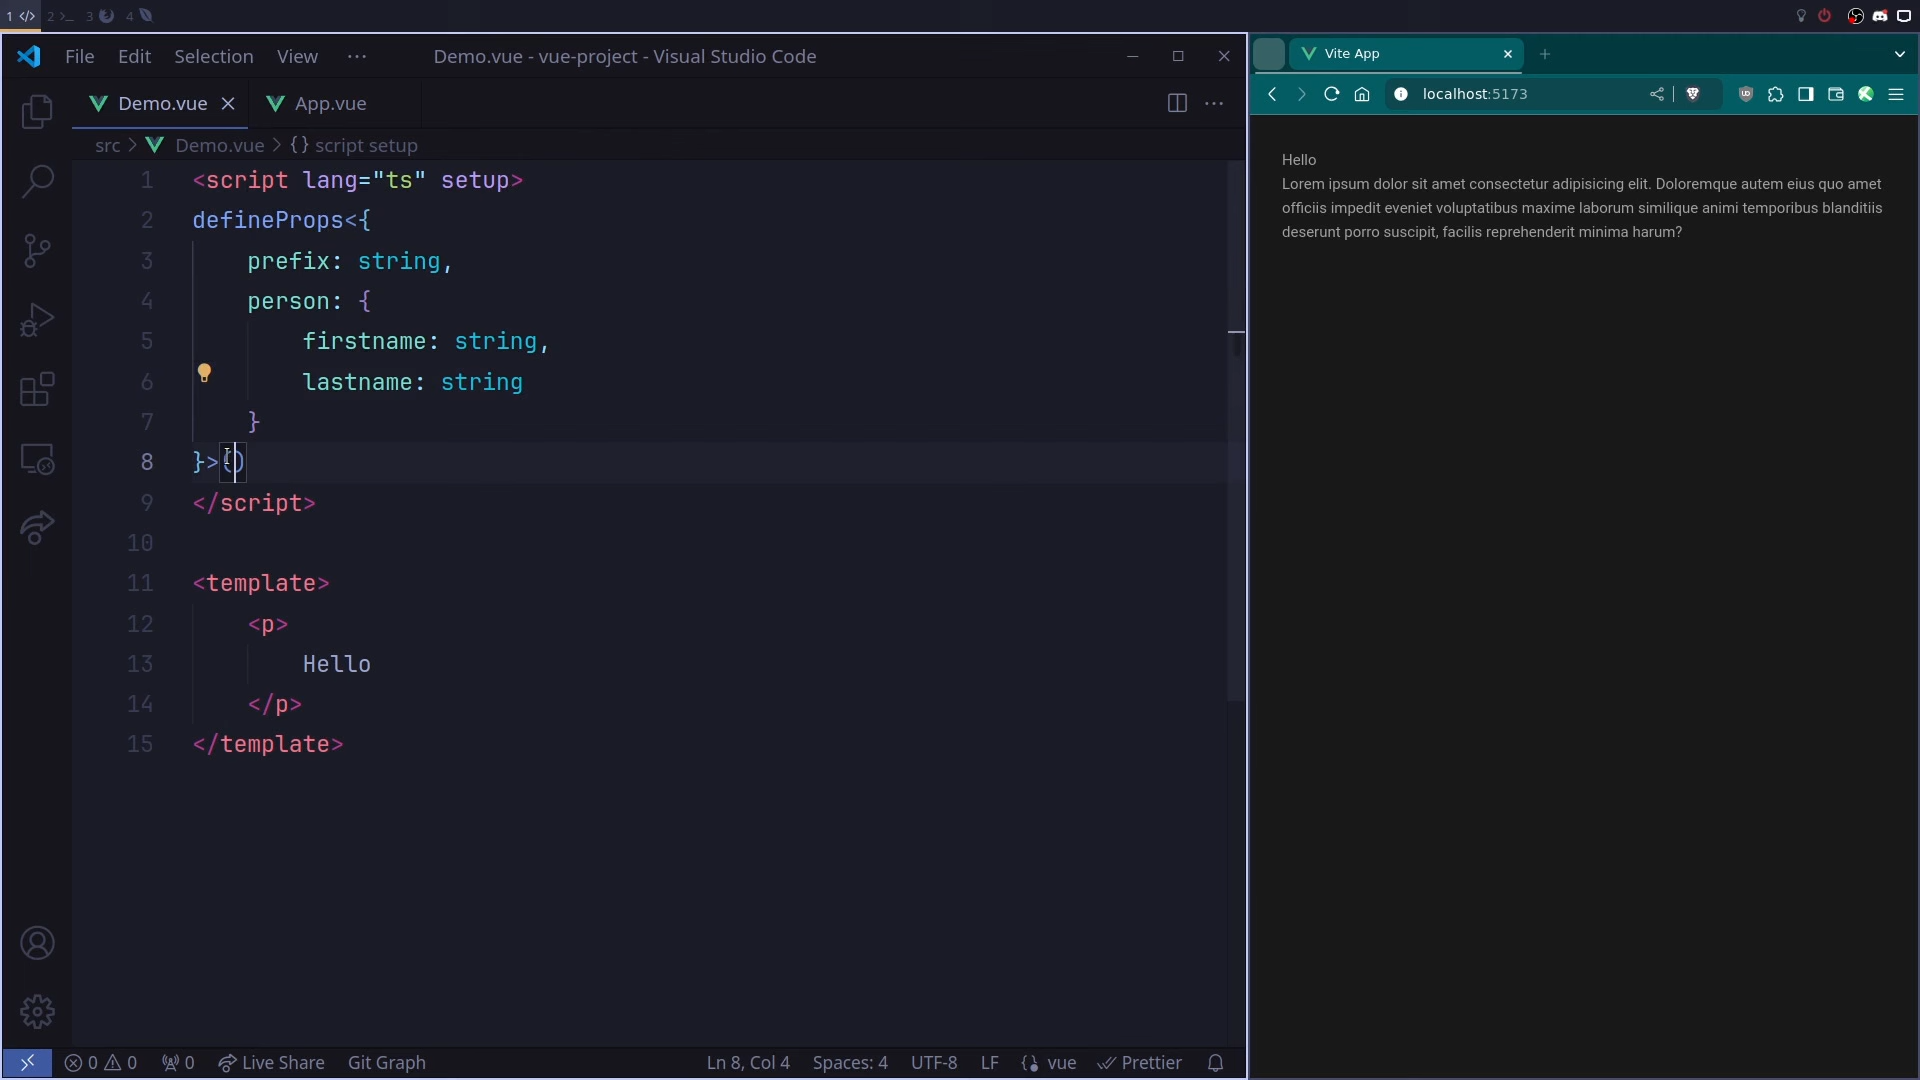 1 </> 2 >_ 3 4
File Edit Selection View ··· Demo.vue - vue-project - Visual Studio Code
Vite App
Demo.vue App.vue
localhost:5173
src > Demo.vue > {} script setup
1 <script lang="ts" setup>
2 defineProps<{
3 prefix: string,
4 person: {
5 firstname: string,
6 lastname: string
7 }
8 }>()
9 </script>
10
11 <template>
12 <p>
13 Hello
14 </p>
15 </template>
Hello
Lorem ipsum dolor sit amet consectetur adipisicing elit. Doloremque autem eius quo amet
officiis impedit eveniet voluptatibus maxime laborum similique animi temporibus blanditiis
deserunt porro suscipit, facilis reprehenderit minima harum?
0 0 0 Live Share Git Graph Ln 8, Col 4 Spaces: 4 UTF-8 LF {} vue Prettier